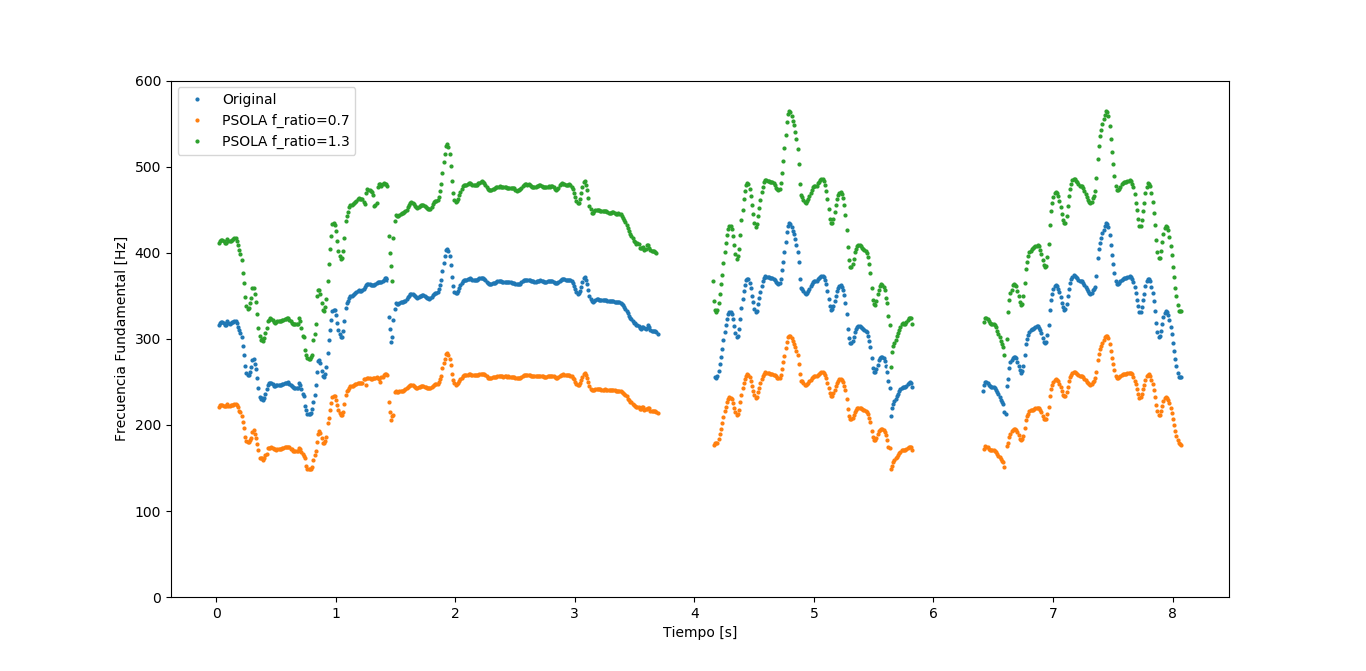 600
500
400
300
200
100
0
Frecuencia Fundamental [Hz]
Original
PSOLA f_ratio=0.7
PSOLA f_ratio=1.3
0 1 2 3 4 5 6 7 8
Tiempo [s]